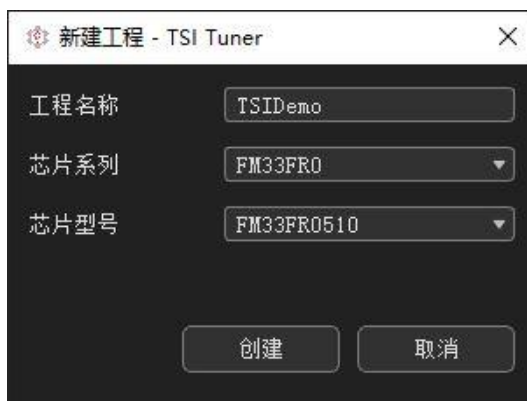 新建工程 - TSI Tuner
工程名称 TSIDemo
芯片系列 FM33FR0
芯片型号 FM33FR0510
创建 取消